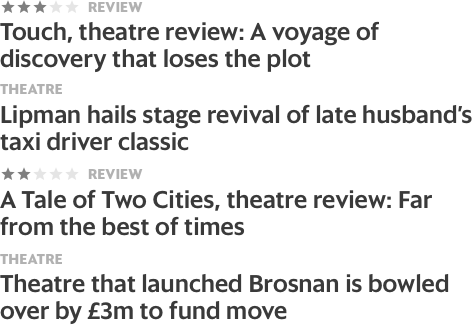 REVIEW
Touch, theatre review: A voyage of
discovery that loses the plot
THEATRE
Lipman hails stage revival of late husband’s
taxi driver classic
REVIEW
A Tale of Two Cities, theatre review: Far
from the best of times
THEATRE
Theatre that launched Brosnan is bowled
over by £3m to fund move